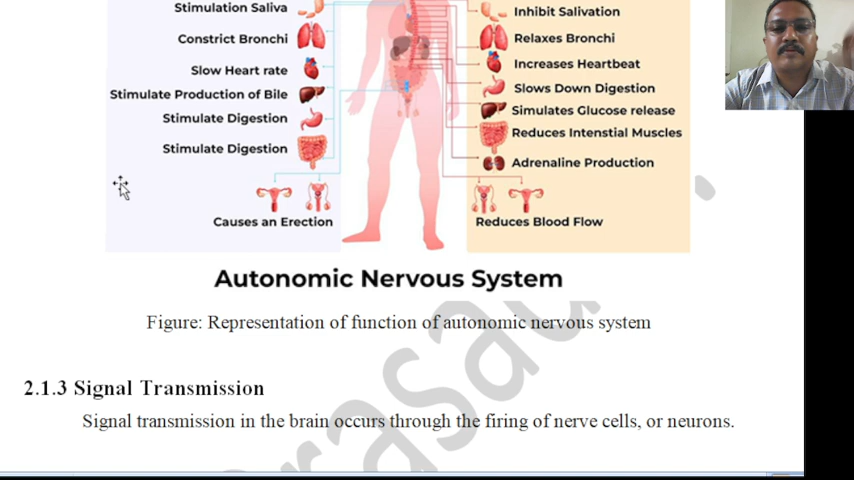 Stimulation Saliva
Constrict Bronchi
Slow Heart rate
Stimulate Production of Bile
Stimulate Digestion
Stimulate Digestion
Causes an Erection
Inhibit Salivation
Relaxes Bronchi
Increases Heartbeat
Slows Down Digestion
Simulates Glucose release
Reduces Intenstial Muscles
Adrenaline Production
Reduces Blood Flow
Autonomic Nervous System
Figure: Representation of function of autonomic nervous system
2.1.3 Signal Transmission
Signal transmission in the brain occurs through the firing of nerve cells, or neurons.